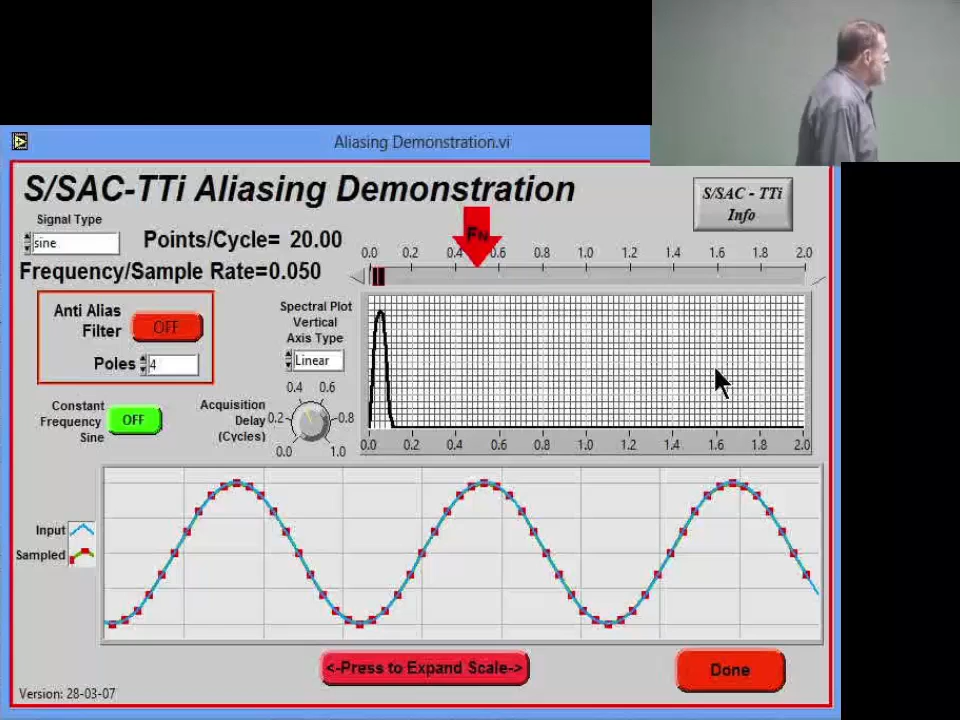 Aliasing Demonstration.vi
S/SAC-TTi Aliasing Demonstration
S/SAC - TTi
Info
Signal Type
sine
Points/Cycle= 20.00
Frequency/Sample Rate=0.050
FN
0.0 0.2 0.4 0.6 0.8 1.0 1.2 1.4 1.6 1.8 2.0
Anti Alias
Filter
OFF
Poles
4
Spectral Plot
Vertical
Axis Type
Linear
Constant
Frequency
Sine
OFF
Acquisition
Delay
(Cycles)
0.4 0.6
0.2 0.8
0.0 1.0
0.0 0.2 0.4 0.6 0.8 1.0 1.2 1.4 1.6 1.8 2.0
Input
Sampled
<-Press to Expand Scale->
Done
Version: 28-03-07